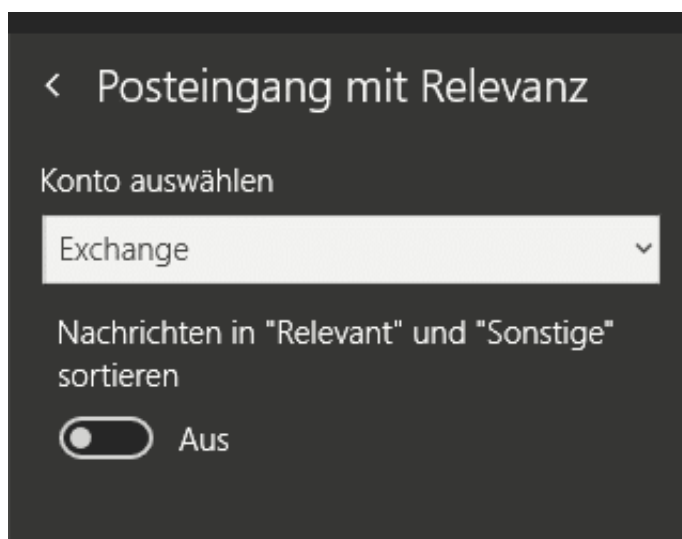 Posteingang mit Relevanz
Konto auswählen
Exchange
Nachrichten in "Relevant" und "Sonstige"
sortieren
Aus